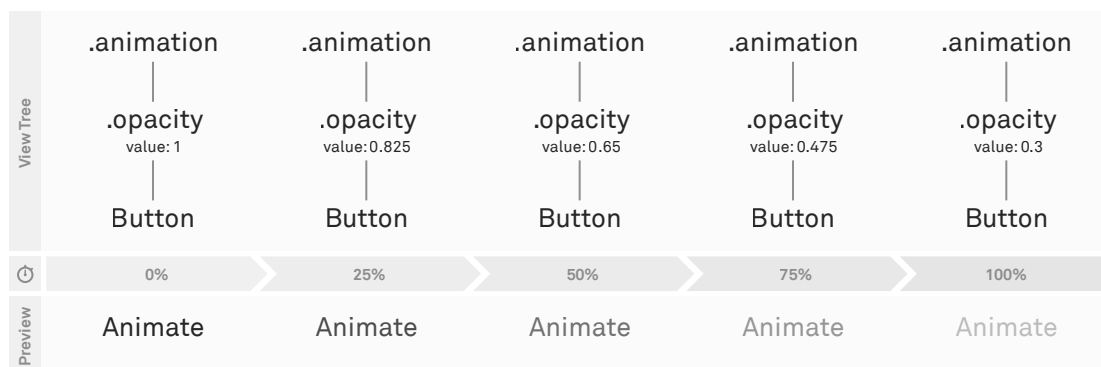 View Tree
.animation .animation .animation .animation .animation
.opacity .opacity .opacity .opacity .opacity
value: 1 value: 0.825 value: 0.65 value: 0.475 value: 0.3
Button Button Button Button Button
0% 25% 50% 75% 100%
Preview
Animate Animate Animate Animate Animate